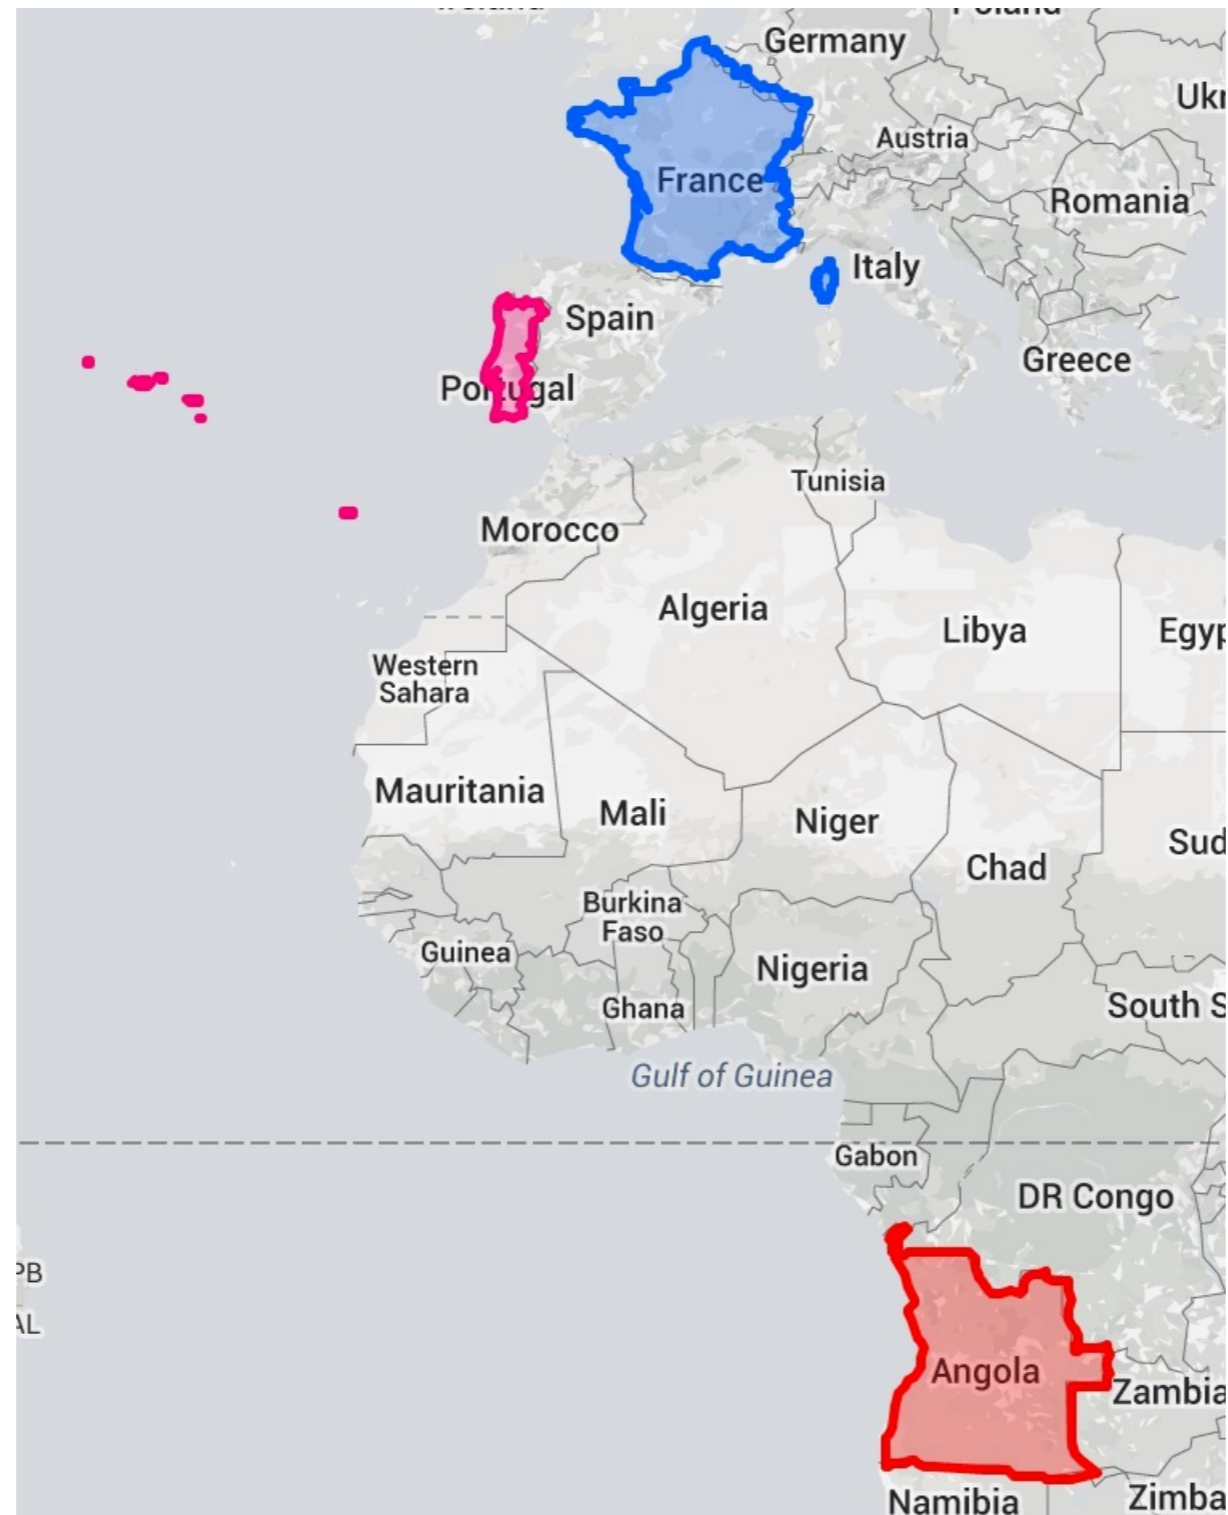 Ireland
Poland
Germany
Ukr
Austria
France
Romania
Italy
Spain
Greece
Portugal
Tunisia
Morocco
Algeria
Libya
Egyp
Western
Sahara
Mauritania
Mali
Niger
Sud
Chad
Burkina
Faso
Guinea
Nigeria
Ghana
South S
Gulf of Guinea
Gabon
DR Congo
PB
AL
Angola
Zambia
Namibia
Zimba